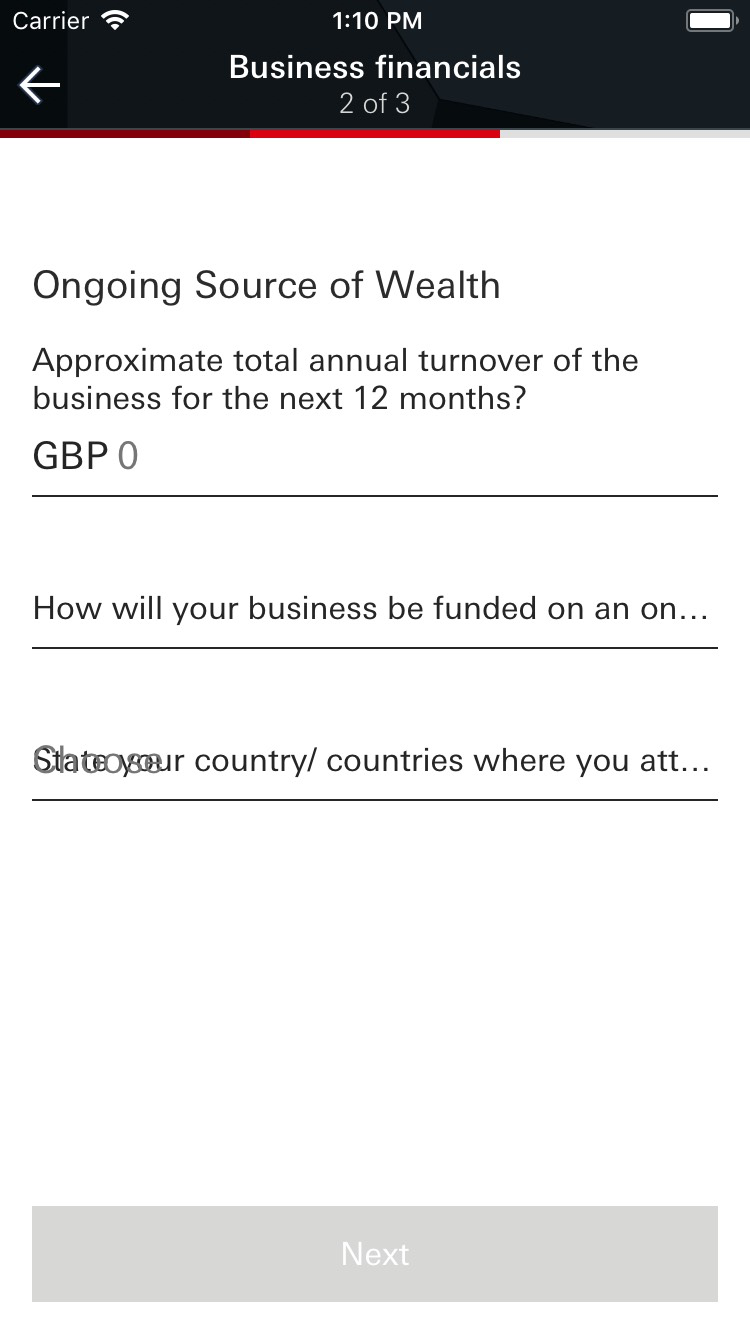 Carrier 1:10 PM
Business financials
2 of 3
Ongoing Source of Wealth
Approximate total annual turnover of the
business for the next 12 months?
GBP 0
How will your business be funded on an on...
Choose
State your country/ countries where you att...
Next